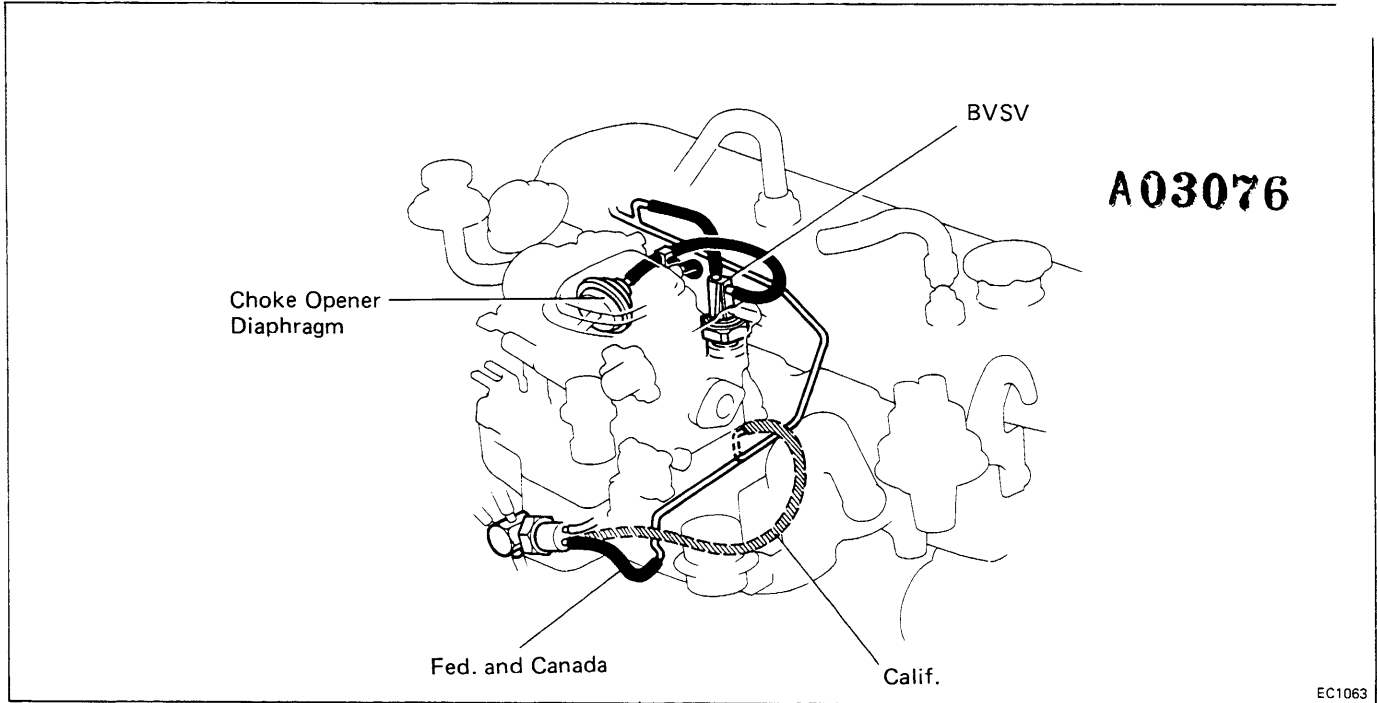 BVSV
A03076
Choke Opener
Diaphragm
Fed. and Canada
Calif.
EC1063